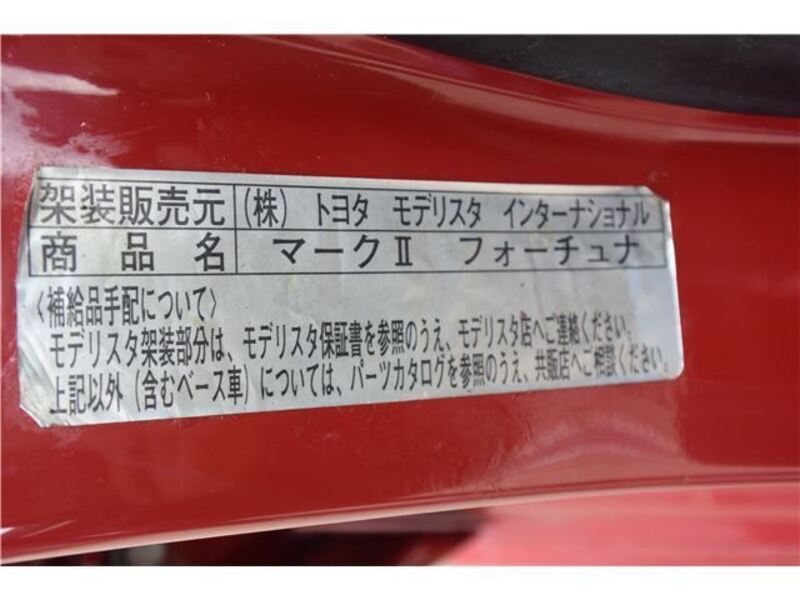 架装販売元 (株) トヨタ モデリスタ インターナショナル
商品名 マークⅡ フォーチュナ
〈補給品手配について〉
モデリスタ架装部分は、モデリスタ保証書を参照のうえ、モデリスタ店へご連絡ください。
上記以外(含むベース車)については、パーツカタログを参照のうえ、共販店へご相談ください。